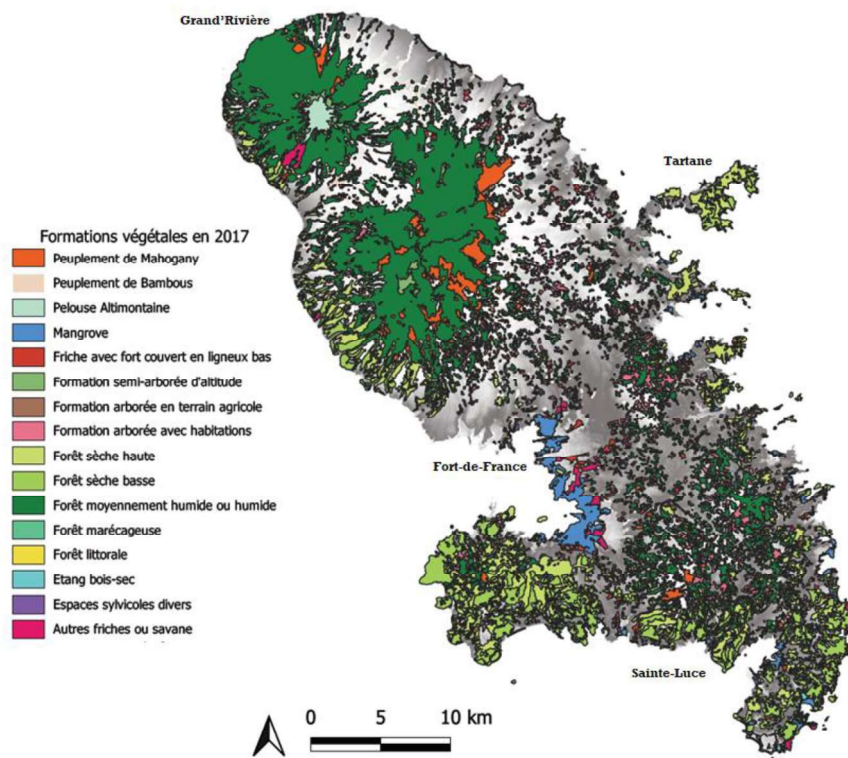 Grand'Rivière
Tartane
Formations végétales en 2017
Peuplement de Mahogany
Peuplement de Bambous
Pelouse Altimontaine
Mangrove
Friche avec fort couvert en ligneux bas
Formation semi-arborée d'altitude
Formation arborée en terrain agricole
Formation arborée avec habitations
Forêt sèche haute
Forêt sèche basse
Forêt moyennement humide ou humide
Forêt marécageuse
Forêt littorale
Etang bois-sec
Espaces sylvicoles divers
Autres friches ou savane
Fort-de-France
Sainte-Luce
0 5 10 km